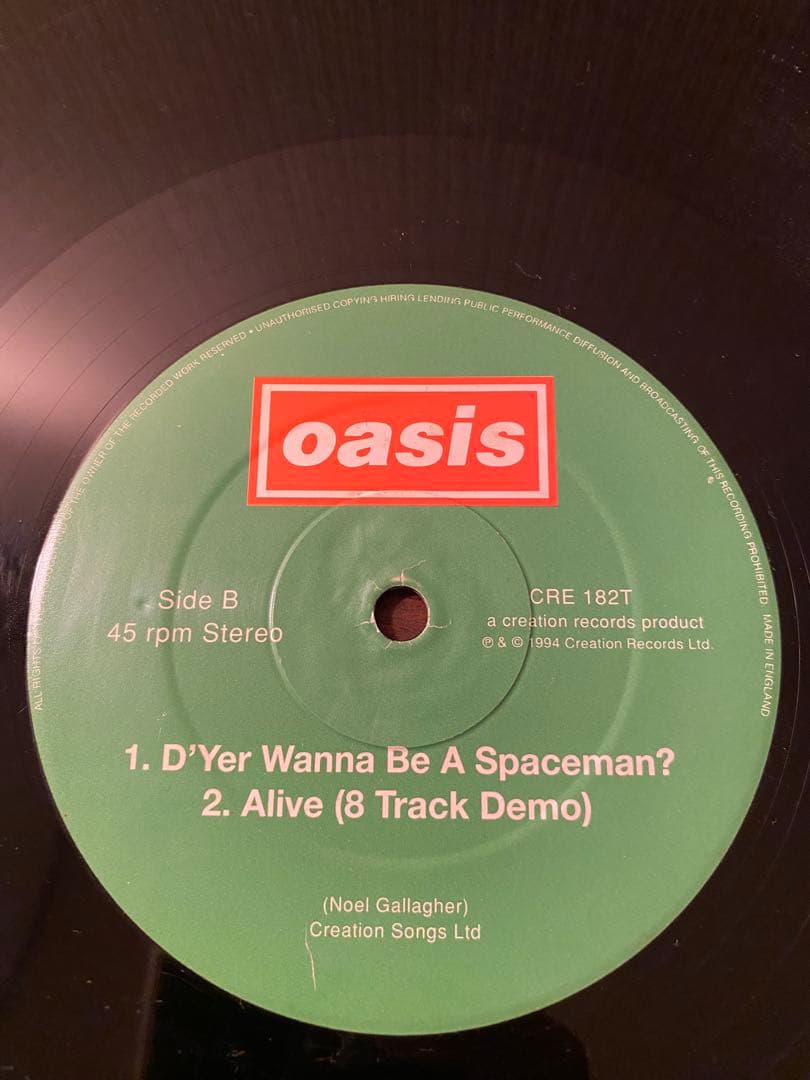 OF THE OWNER OF THE RECORDED WORK RESERVED • UNAUTHORISED COPYING HIRING LENDING PUBLIC PERFORMANCE DIFFUSION AND BROADCASTING OF THIS RECORDING PROHIBITED. MADE IN ENGLAND
ALL RIGHTS
oasis
®
Side B
45 rpm Stereo
CRE 182T
a creation records product
℗ & © 1994 Creation Records Ltd.
1. D'Yer Wanna Be A Spaceman?
2. Alive (8 Track Demo)
(Noel Gallagher)
Creation Songs Ltd